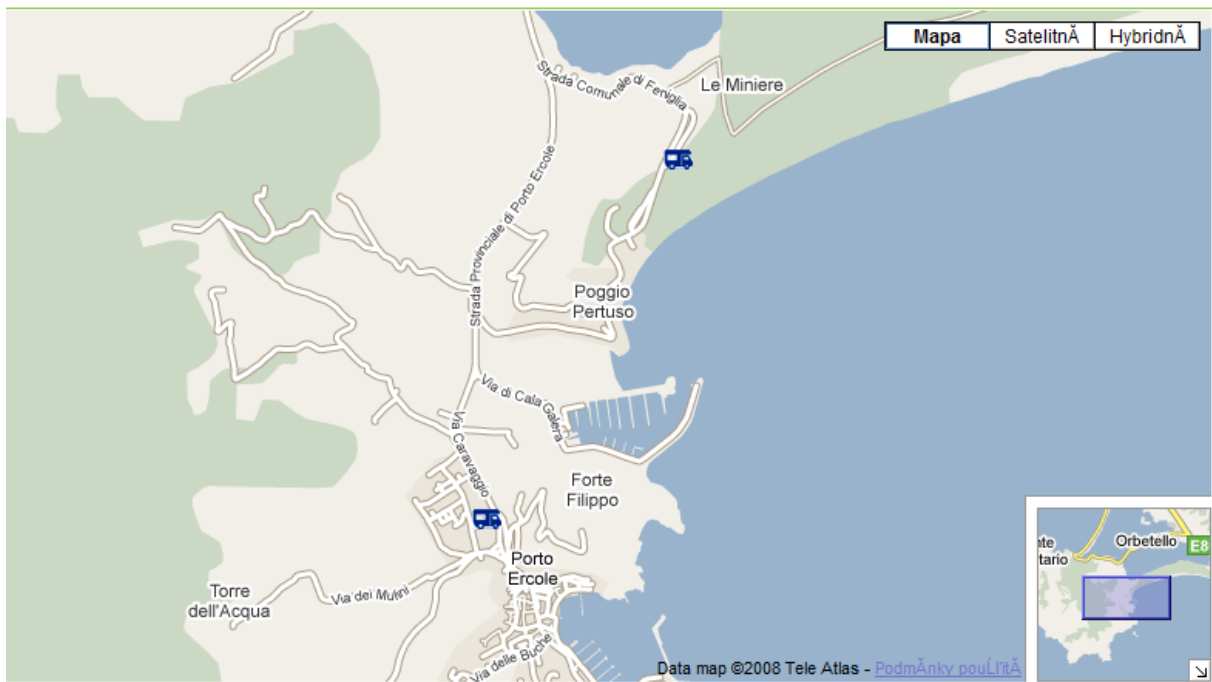 Mapa
SatelitnĂ
HybridnĂ
Strada Comunale di Feniglia
Le Miniere
Strada Provinciale di Porto Ercole
Poggio
Pertuso
Via di Cala Galera
Via Caravaggio
Forte
Filippo
Porto
Ercole
Torre
dell'Acqua
Via dei Mulini
Via delle Buche
nte
tario
Orbetello
E8
Data map ©2008 Tele Atlas - PodmĂnky pouĹľitĂ